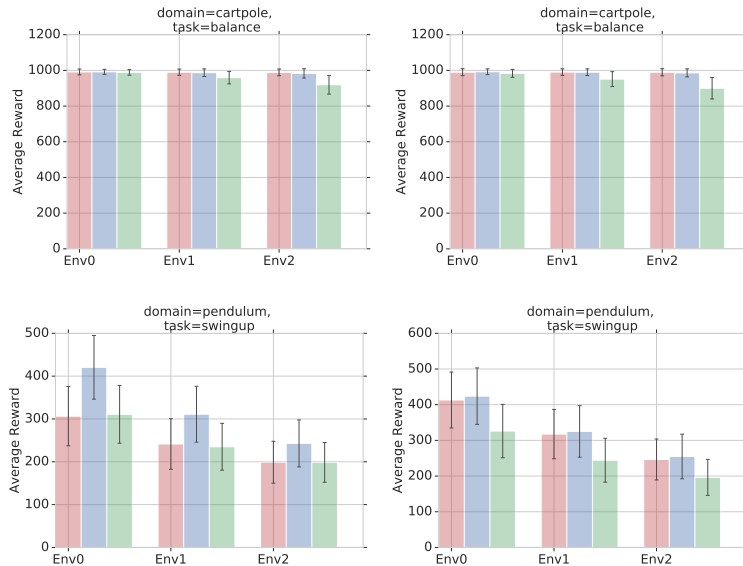 domain=cartpole,
task=balance
1200
1000
800
600
400
200
0
Average Reward
Env0 Env1 Env2
domain=cartpole,
task=balance
1200
1000
800
600
400
200
0
Average Reward
Env0 Env1 Env2
domain=pendulum,
task=swingup
500
400
300
200
100
0
Average Reward
Env0 Env1 Env2
domain=pendulum,
task=swingup
600
500
400
300
200
100
0
Average Reward
Env0 Env1 Env2